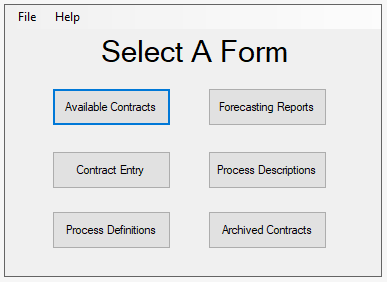 File Help
Select A Form
Available Contracts Forecasting Reports
Contract Entry Process Descriptions
Process Definitions Archived Contracts